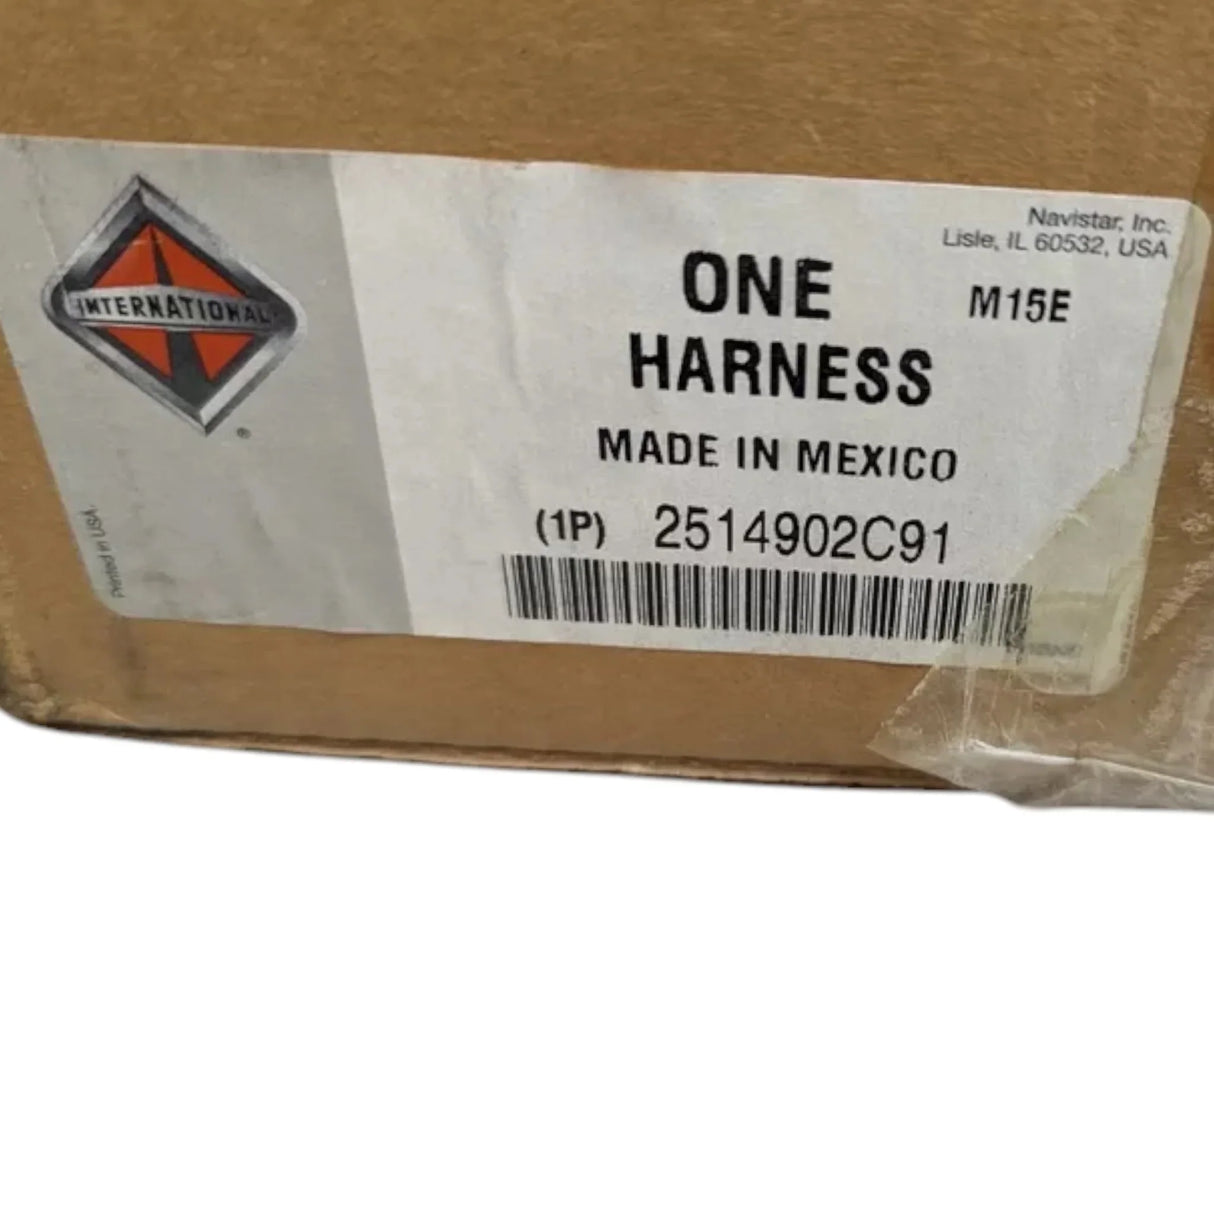 INTERNATIONAL
®
Printed in USA
Navistar, Inc.
Lisle, IL 60532, USA
ONE
M15E
HARNESS
MADE IN MEXICO
(1P) 2514902C91